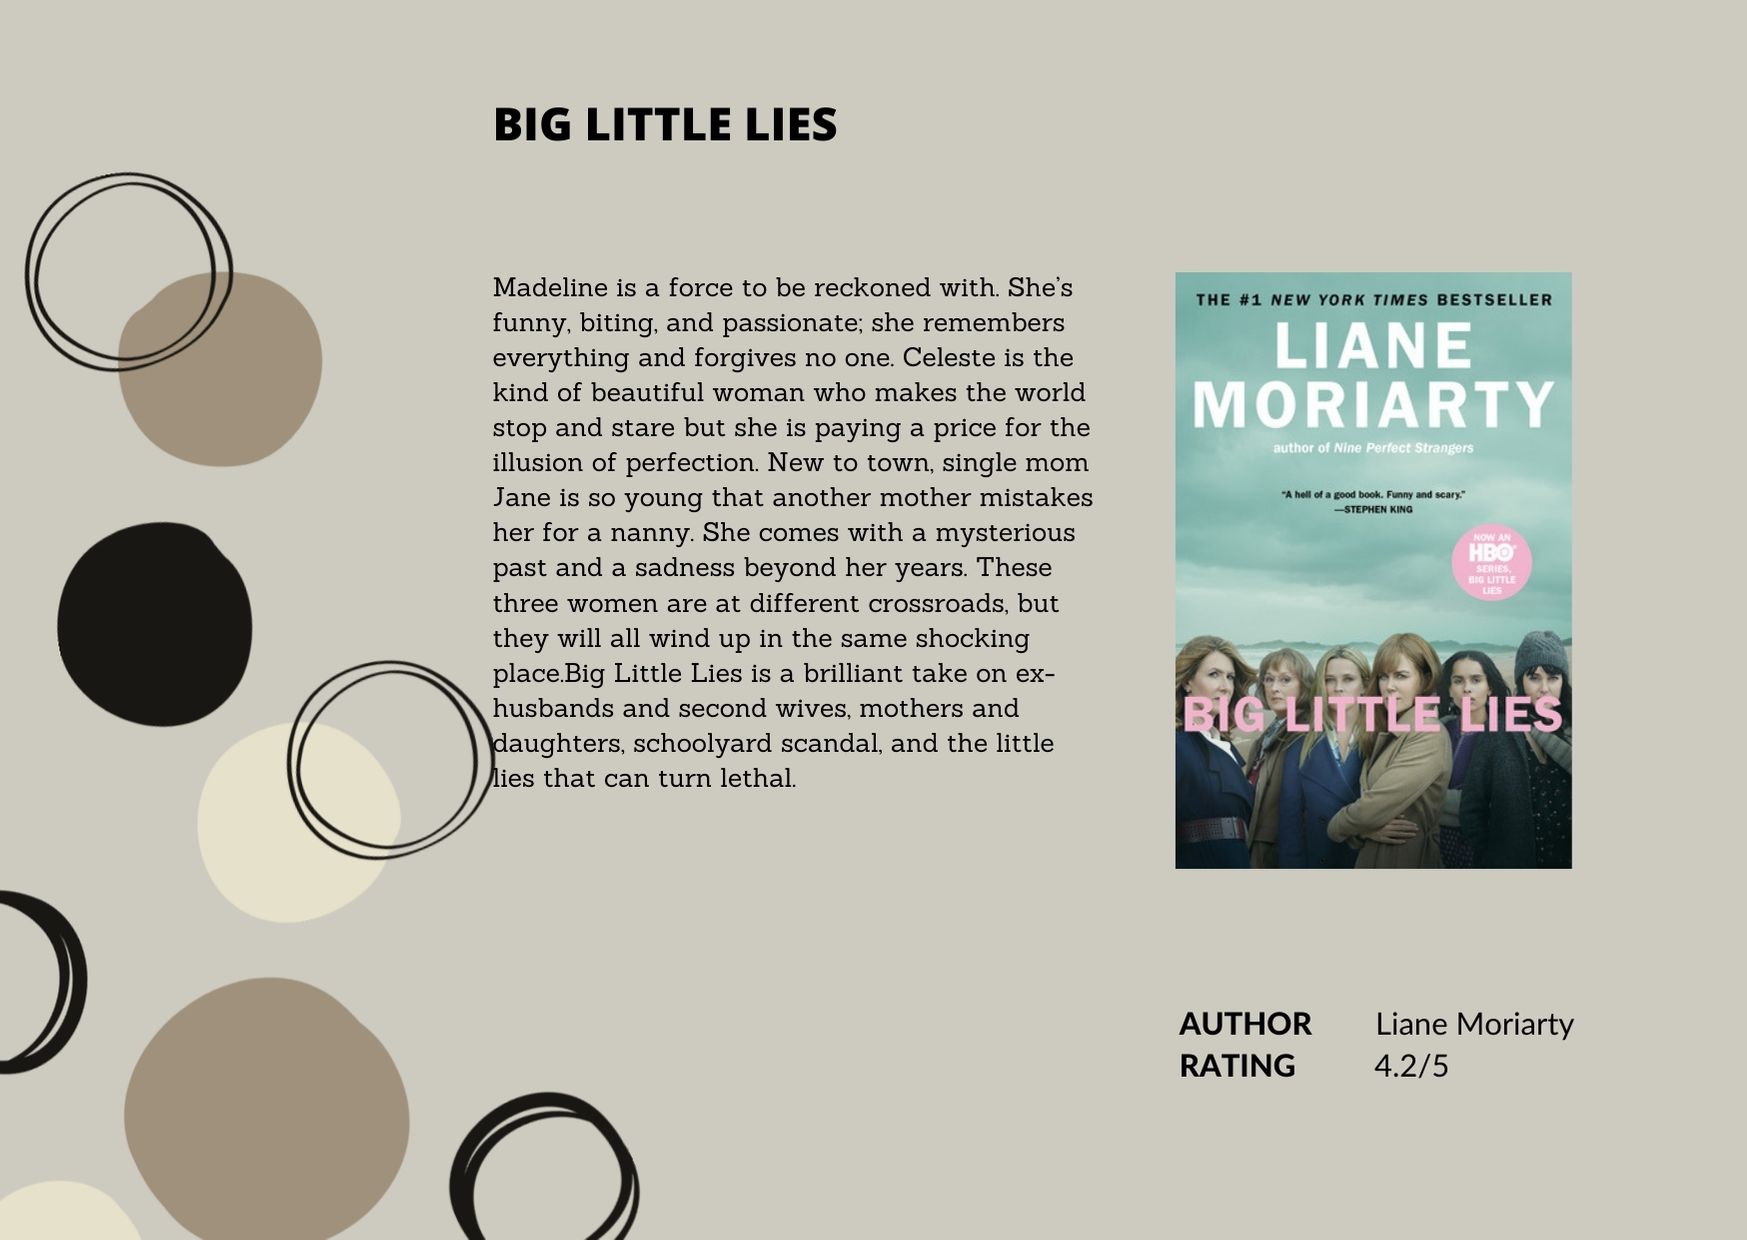 BIG LITTLE LIES
Madeline is a force to be reckoned with. She’s
funny, biting, and passionate; she remembers
everything and forgives no one. Celeste is the
kind of beautiful woman who makes the world
stop and stare but she is paying a price for the
illusion of perfection. New to town, single mom
Jane is so young that another mother mistakes
her for a nanny. She comes with a mysterious
past and a sadness beyond her years. These
three women are at different crossroads, but
they will all wind up in the same shocking
place.Big Little Lies is a brilliant take on ex-
husbands and second wives, mothers and
daughters, schoolyard scandal, and the little
lies that can turn lethal.
THE #1 NEW YORK TIMES BESTSELLER
LIANE
MORIARTY
author of Nine Perfect Strangers
“A hell of a good book. Funny and scary.”
—STEPHEN KING
NOW AN
HBO®
SERIES,
BIG LITTLE
LIES
BIG LITTLE LIES
AUTHOR Liane Moriarty
RATING 4.2/5